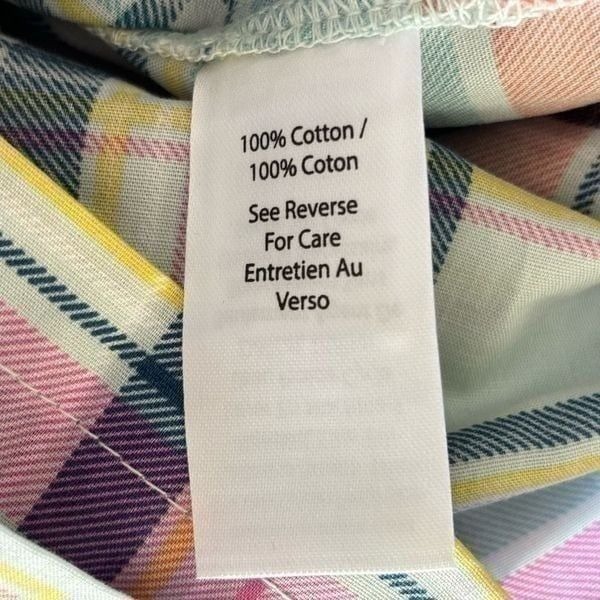 100% Cotton /
100% Coton
See Reverse
For Care
Entretien Au
Verso